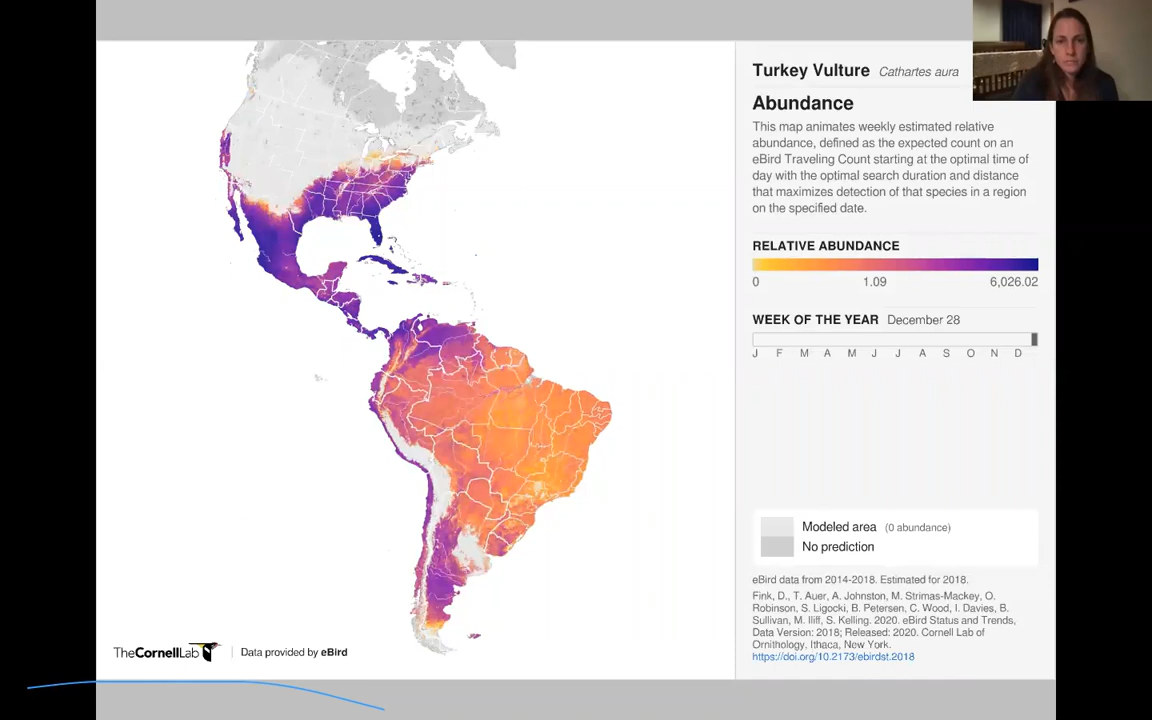 Turkey Vulture Cathartes aura
Abundance
This map animates weekly estimated relative
abundance, defined as the expected count on an
eBird Traveling Count starting at the optimal time of
day with the optimal search duration and distance
that maximizes detection of that species in a region
on the specified date.
RELATIVE ABUNDANCE
0 1.09 6,026.02
WEEK OF THE YEAR December 28
J F M A M J J A S O N D
Modeled area (0 abundance)
No prediction
eBird data from 2014-2018. Estimated for 2018.
Fink, D., T. Auer, A. Johnston, M. Strimas-Mackey, O.
Robinson, S. Ligocki, B. Petersen, C. Wood, I. Davies, B.
Sullivan, M. Iliff, S. Kelling. 2020. eBird Status and Trends,
Data Version: 2018; Released: 2020. Cornell Lab of
Ornithology, Ithaca, New York.
https://doi.org/10.2173/ebirdst.2018
TheCornellLab Data provided by eBird